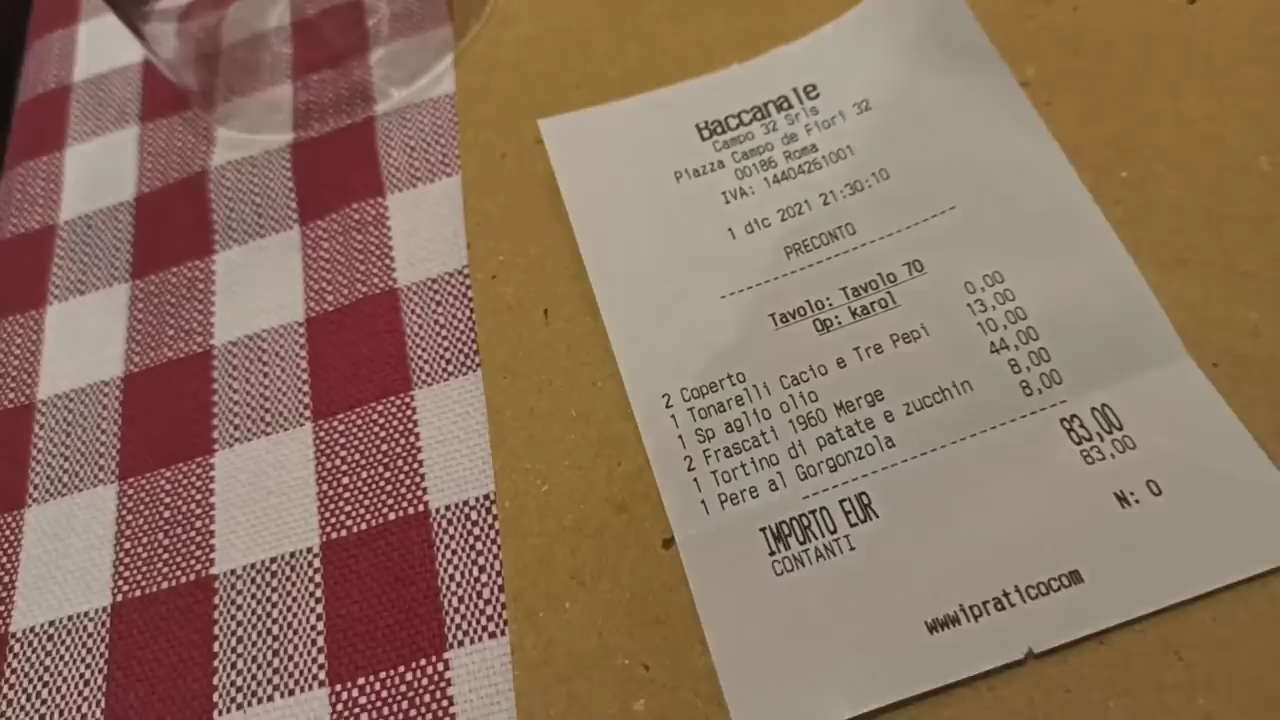 Baccanale
Campo 32 Srls
Piazza Campo de Fiori 32
00186 Roma
IVA: 14404261001
1 dic 2021 21:30:10
PRECONTO
Tavolo: Tavolo 70
Op: karol
2 Coperto 0,00
1 Tonarelli Cacio e Tre Pepi 13,00
1 Sp aglio olio 10,00
2 Frascati 1960 Merge 44,00
1 Tortino di patate e zucchin 8,00
1 Pere al Gorgonzola 8,00
IMPORTO EUR 83,00
CONTANTI 83,00
N: 0
www.ipratico.com